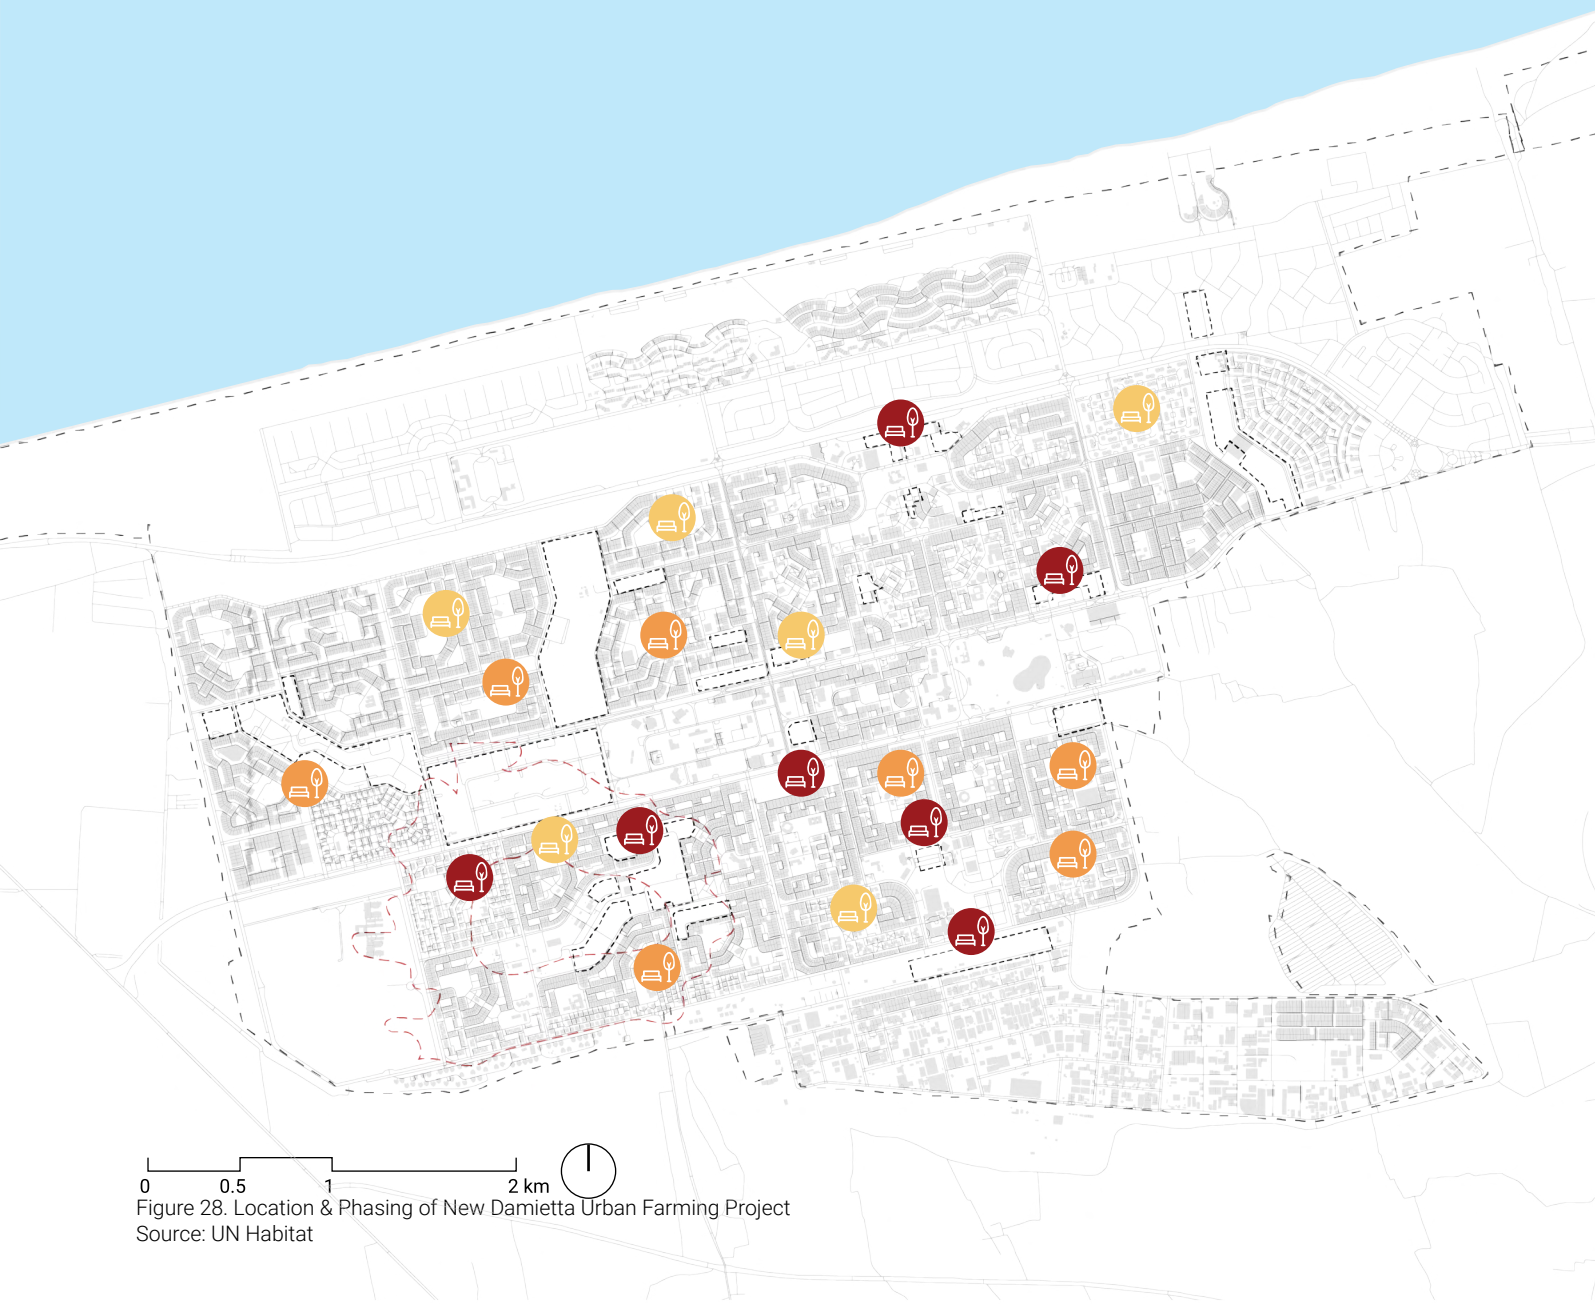 0 0.5 1 2 km
Figure 28. Location & Phasing of New Damietta Urban Farming Project
Source: UN Habitat